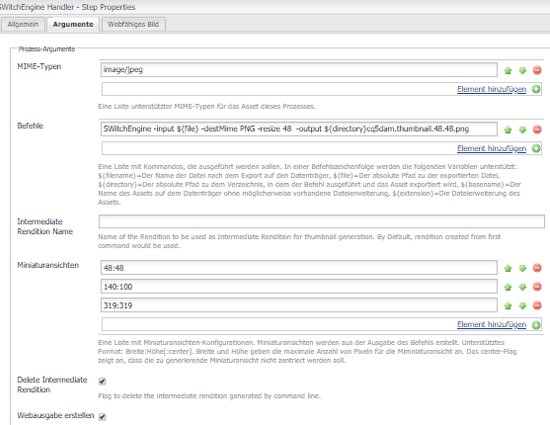 SWitchEngine Handler - Step Properties
Allgemein Argumente Webfähiges Bild
Prozess-Argumente
MIME-Typen image/jpeg
Element hinzufügen
Eine Liste unterstützter MIME-Typen für das Asset dieses Prozesses.
Befehle SWitchEngine -input ${file} -destMime PNG -resize 48 -output ${directory}cq5dam.thumbnail.48.48.png
Element hinzufügen
Eine Liste mit Kommandos, die ausgeführt werden sollen. In einer Befehlszeichenfolge werden die folgenden Variablen unterstützt:
${filename}=Der Name der Datei nach dem Export auf den Datenträger, ${file}=Der absolute Pfad zur exportierten Datei,
${directory}=Der absolute Pfad zum Verzeichnis, in dem der Befehl ausgeführt und das Asset exportiert wird, ${basename}=Der
Name des Assets auf dem Datenträger ohne möglicherweise vorhandene Dateierweiterung, ${extension}=Die Dateierweiterung des
Assets.
Intermediate
Rendition Name
Name of the Rendition to be used as Intermediate Rendition for thumbnail generation. By Default, rendition created from first
command would be used.
Miniaturansichten 48:48
140:100
319:319
Element hinzufügen
Eine Liste mit Miniaturansichten-Konfigurationen. Miniaturansichten werden aus der Ausgabe des Befehls erstellt. Unterstütztes
Format: Breite:Höhe[:center]. Breite und Höhe geben die maximale Anzahl von Pixeln für die Mimniaturansicht an. Das center-Flag
zeigt an, dass die zu generierende Miniaturansicht nicht zentriert werden soll.
Delete Intermediate
Rendition
Flag to delete the intermediate rendition generated by command line.
Webausgabe erstellen